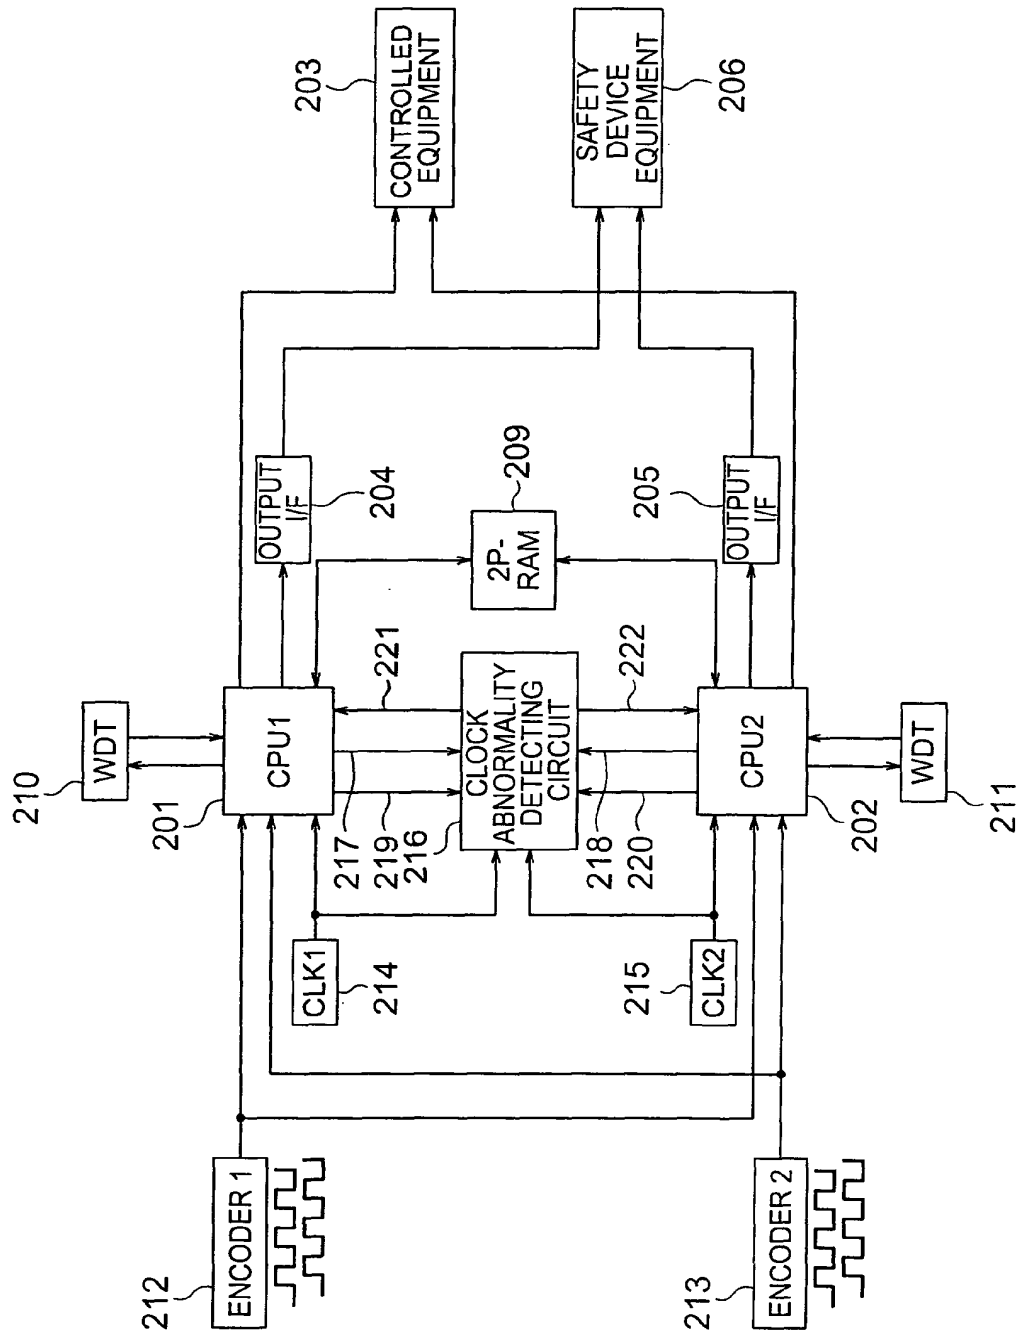 203
CONTROLLED
EQUIPMENT
SAFETY
DEVICE
EQUIPMENT
206
OUTPUT
I/F
204
209
2P-
RAM
205
OUTPUT
I/F
210
WDT
201
CPU1
221
217
219
216
CLOCK
ABNORMALITY
DETECTING
CIRCUIT
222
218
220
CPU2
202
WDT
211
CLK1
214
215
CLK2
212
ENCODER 1
213
ENCODER 2